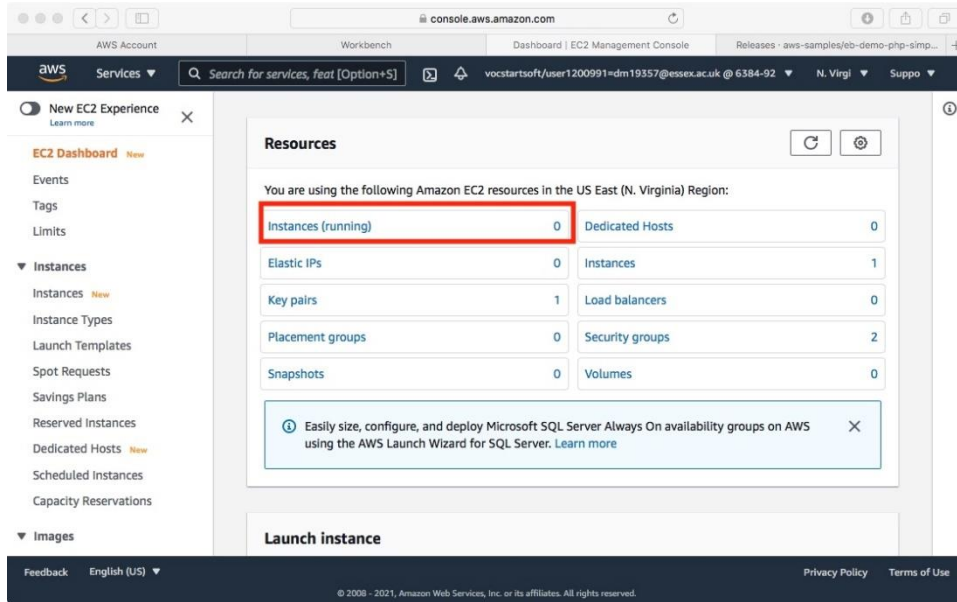 console.aws.amazon.com
AWS Account
Workbench
Dashboard | EC2 Management Console
Releases · aws-samples/eb-demo-php-simp...
aws
Services
Search for services, feat [Option+S]
vocstartsoft/user1200991=dm19357@essex.ac.uk @ 6384-92
N. Virgi
Suppo
New EC2 Experience
Learn more
EC2 Dashboard New
Events
Tags
Limits
Instances
Instances New
Instance Types
Launch Templates
Spot Requests
Savings Plans
Reserved Instances
Dedicated Hosts New
Scheduled Instances
Capacity Reservations
Images
Resources
You are using the following Amazon EC2 resources in the US East (N. Virginia) Region:
Instances (running) 0 Dedicated Hosts 0
Elastic IPs 0 Instances 1
Key pairs 1 Load balancers 0
Placement groups 0 Security groups 2
Snapshots 0 Volumes 0
Easily size, configure, and deploy Microsoft SQL Server Always On availability groups on AWS
using the AWS Launch Wizard for SQL Server. Learn more
Launch instance
Feedback English (US)
Privacy Policy Terms of Use
© 2008 - 2021, Amazon Web Services, Inc. or its affiliates. All rights reserved.